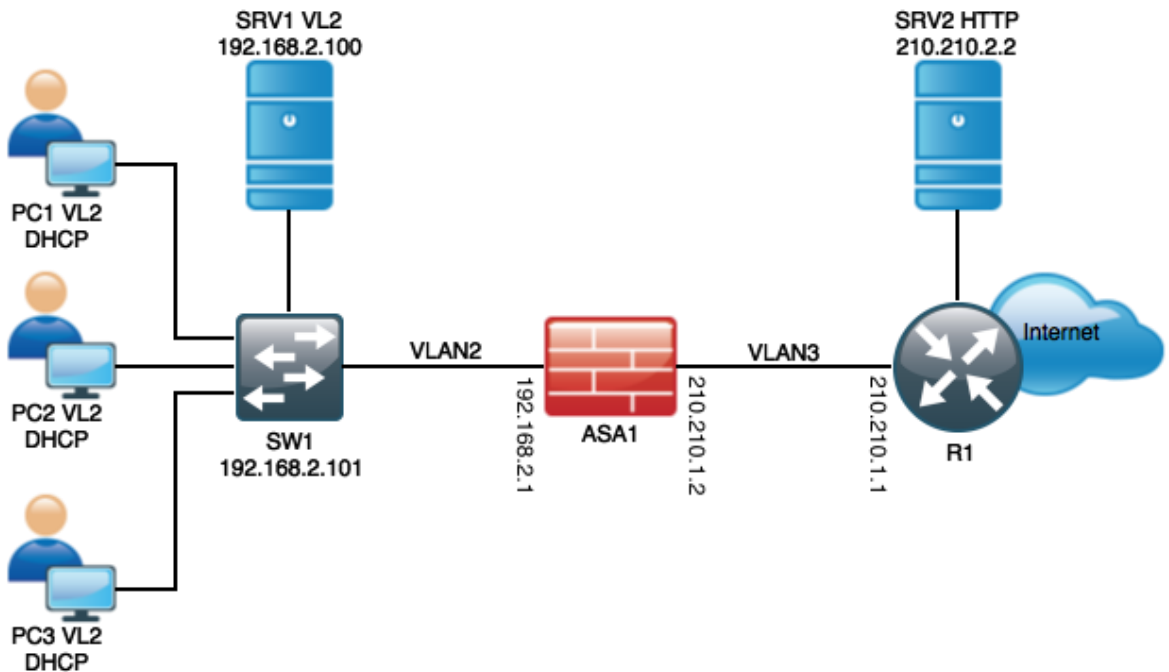 SRV1 VL2
192.168.2.100
SRV2 HTTP
210.210.2.2
PC1 VL2
DHCP
PC2 VL2
DHCP
PC3 VL2
DHCP
SW1
192.168.2.101
VLAN2
192.168.2.1
ASA1
210.210.1.2
VLAN3
210.210.1.1
R1
Internet